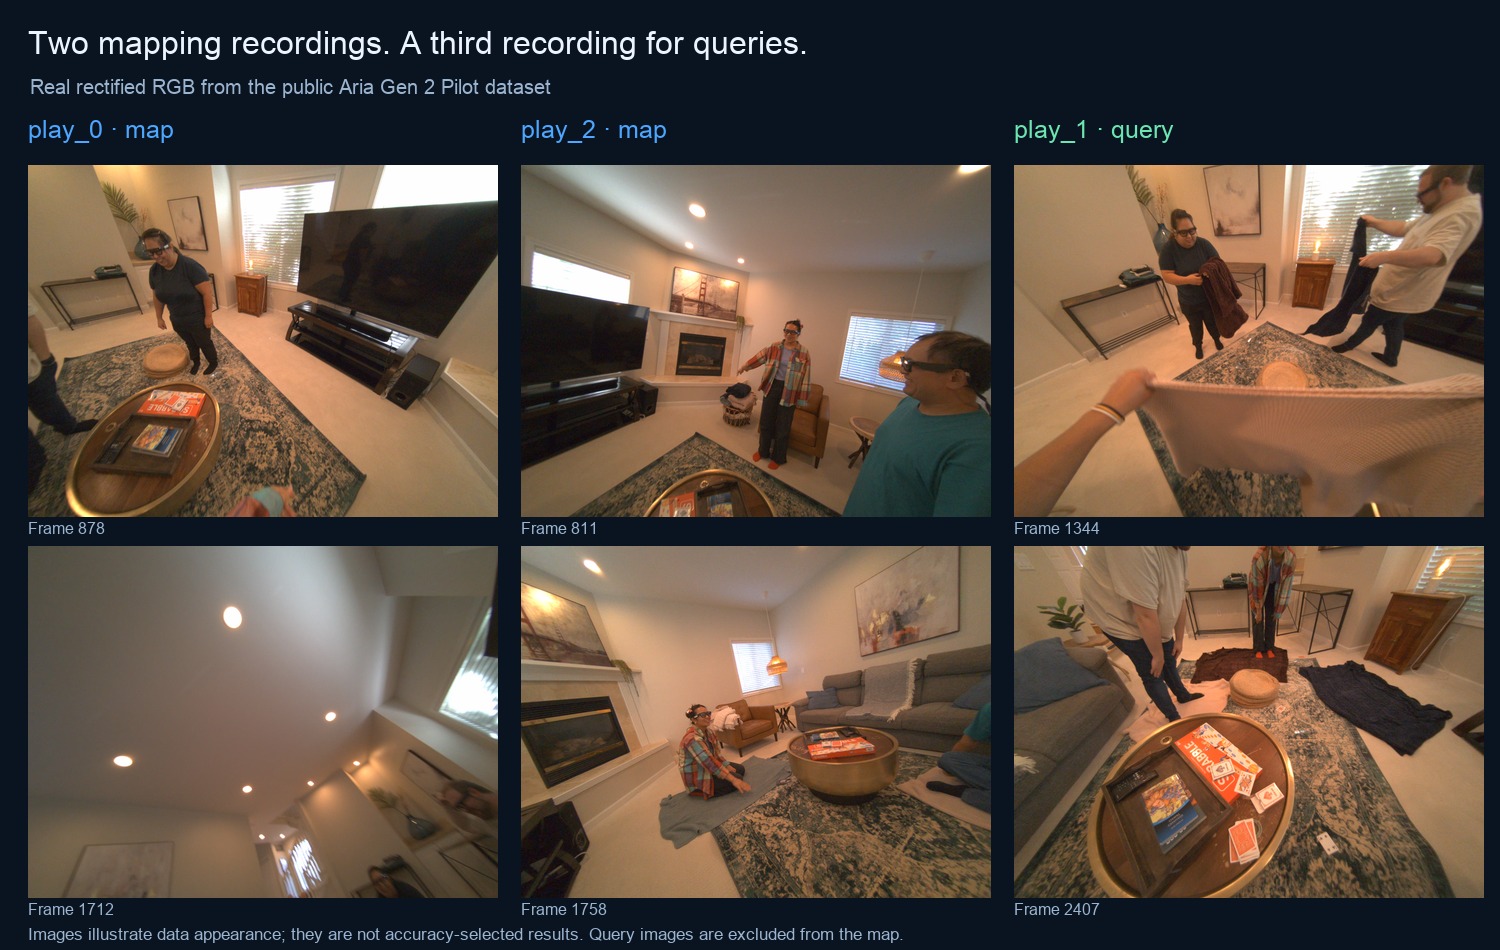 Two mapping recordings. A third recording for queries.
Real rectified RGB from the public Aria Gen 2 Pilot dataset
play_0 · map
play_2 · map
play_1 · query
Frame 878
Frame 811
Frame 1344
SCRABBLE
Frame 1712
Frame 1758
Frame 2407
Images illustrate data appearance; they are not accuracy-selected results. Query images are excluded from the map.